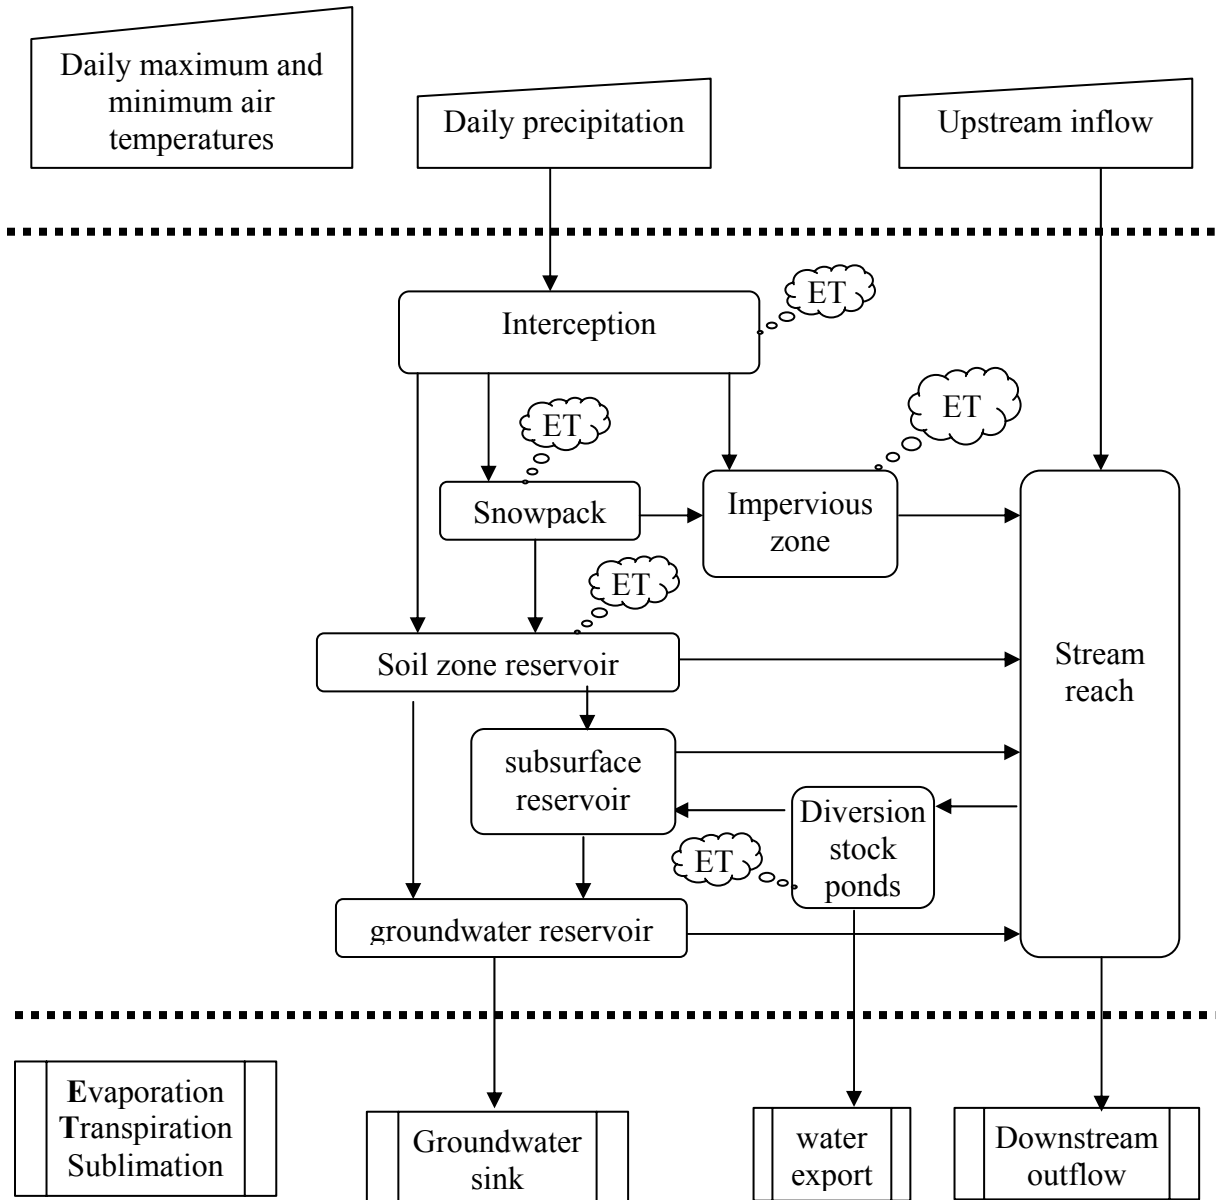 Daily maximum and
minimum air
temperatures
Daily precipitation
Upstream inflow
ET
Interception
ET
ET
Snowpack
Impervious
zone
ET
Soil zone reservoir
Stream
reach
subsurface
reservoir
Diversion
stock
ponds
ET
groundwater reservoir
Evaporation
Transpiration
Sublimation
Groundwater
sink
water
export
Downstream
outflow